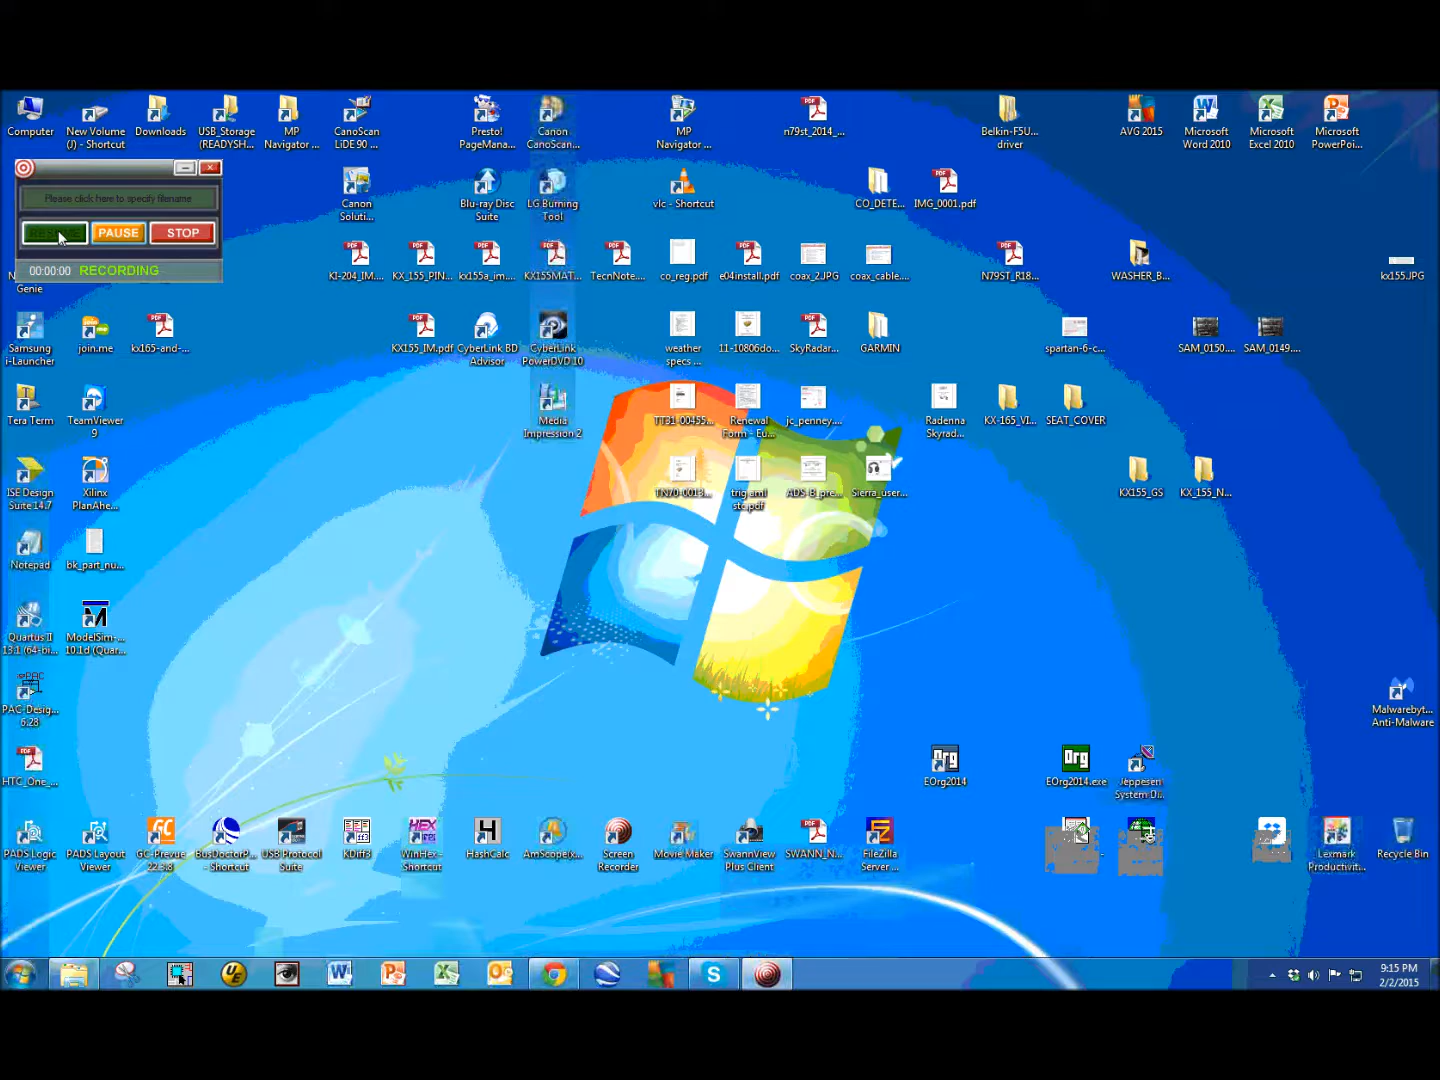 Computer
New Volume
(J) - Shortcut
Downloads
USB_Storage
(READYSH...
MP
Navigator ...
CanoScan
LiDE 90 ...
Presto!
PageMana...
Canon
CanoScan...
MP
Navigator ...
n79st_2014_...
Belkin-F5U...
driver
AVG 2015
Microsoft
Word 2010
Microsoft
Excel 2010
Microsoft
PowerPoi...
Please click here to specify filename
PAUSE
STOP
00:00:00 RECORDING
Canon
Soluti...
Blu-ray Disc
Suite
LG Burning
Tool
vlc - Shortcut
CO_DETE...
IMG_0001.pdf
Genie
KI-204_IM....
KX_155_PIN...
kx155a_im....
KX155MAT...
TecnNote....
co_reg.pdf
e04install.pdf
coax_2.JPG
coax_cable....
N79ST_R18...
WASHER_B...
kx155.JPG
Samsung
i-Launcher
join.me
kx165-and-...
KX155_IM.pdf
CyberLink BD
Advisor
CyberLink
PowerDVD 10
weather
specs ...
11-10806do...
SkyRadar...
GARMIN
spartan-6-c...
SAM_0150....
SAM_0149....
Tera Term
TeamViewer
9
Media
Impression 2
TT31_00455...
Renewal
Form - Eu...
jc_penney....
Radenna
Skyrad...
KX-165_VI...
SEAT_COVER
ISE Design
Suite 14.7
Xilinx
PlanAhe...
TN70-0013...
trig aml
stc.pdf
ADS-B_pre...
Sierra_user...
KX155_GS
KX_155_N...
Notepad
bk_part_nu...
Quartus II
13.1 (64-bi...
ModelSim-...
10.1d (Quar...
PAC-Desig...
6.28
Malwarebyt...
Anti-Malware
HTC_One_...
EOrg2014
EOrg2014.exe
Jeppesen
System Di...
PADS Logic
Viewer
PADS Layout
Viewer
GC-Prevue
22.3.8
BusDoctorP...
- Shortcut
USB Protocol
Suite
KDiff3
WinHex -
Shortcut
HashCalc
AmScopeix...
Screen
Recorder
Movie Maker
SwannView
Plus Client
SWANN_N...
FileZilla
Server ...
Lexmark
Productivit...
Recycle Bin
9:15 PM
2/2/2015